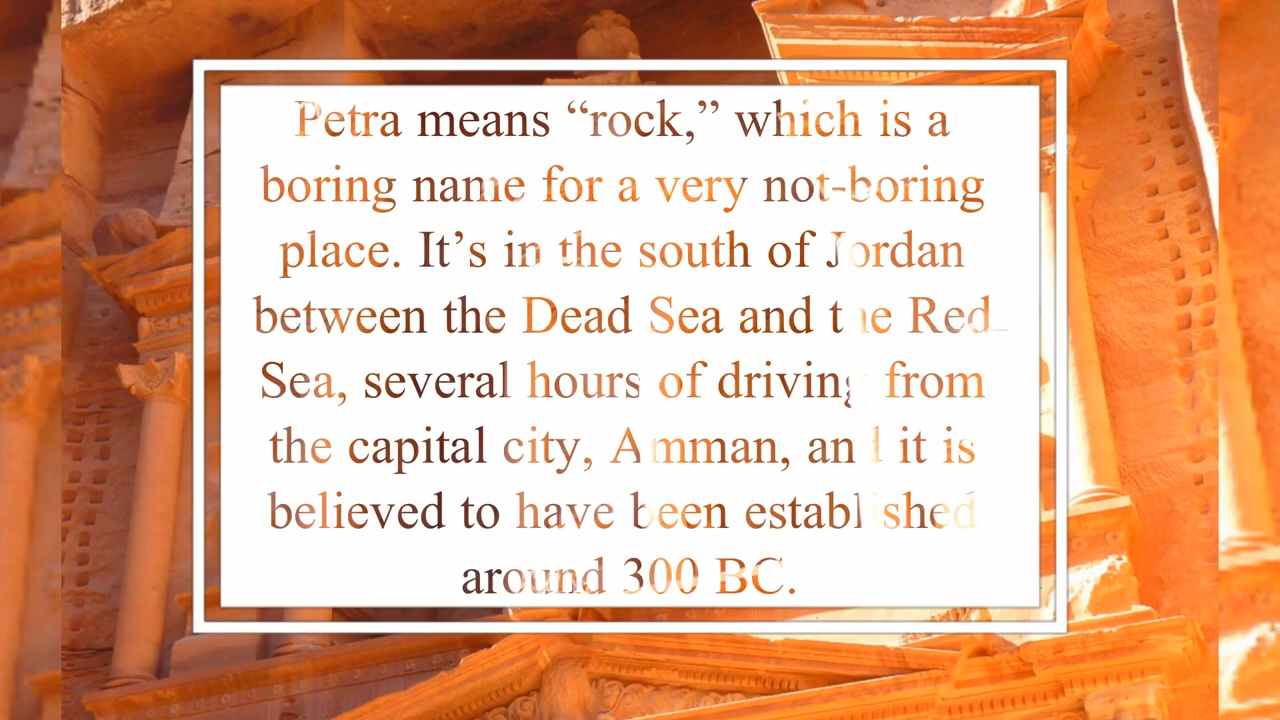 Petra means “rock,” which is a
boring name for a very not-boring
place. It’s in the south of Jordan
between the Dead Sea and the Red
Sea, several hours of driving from
the capital city, Amman, and it is
believed to have been established
around 300 BC.